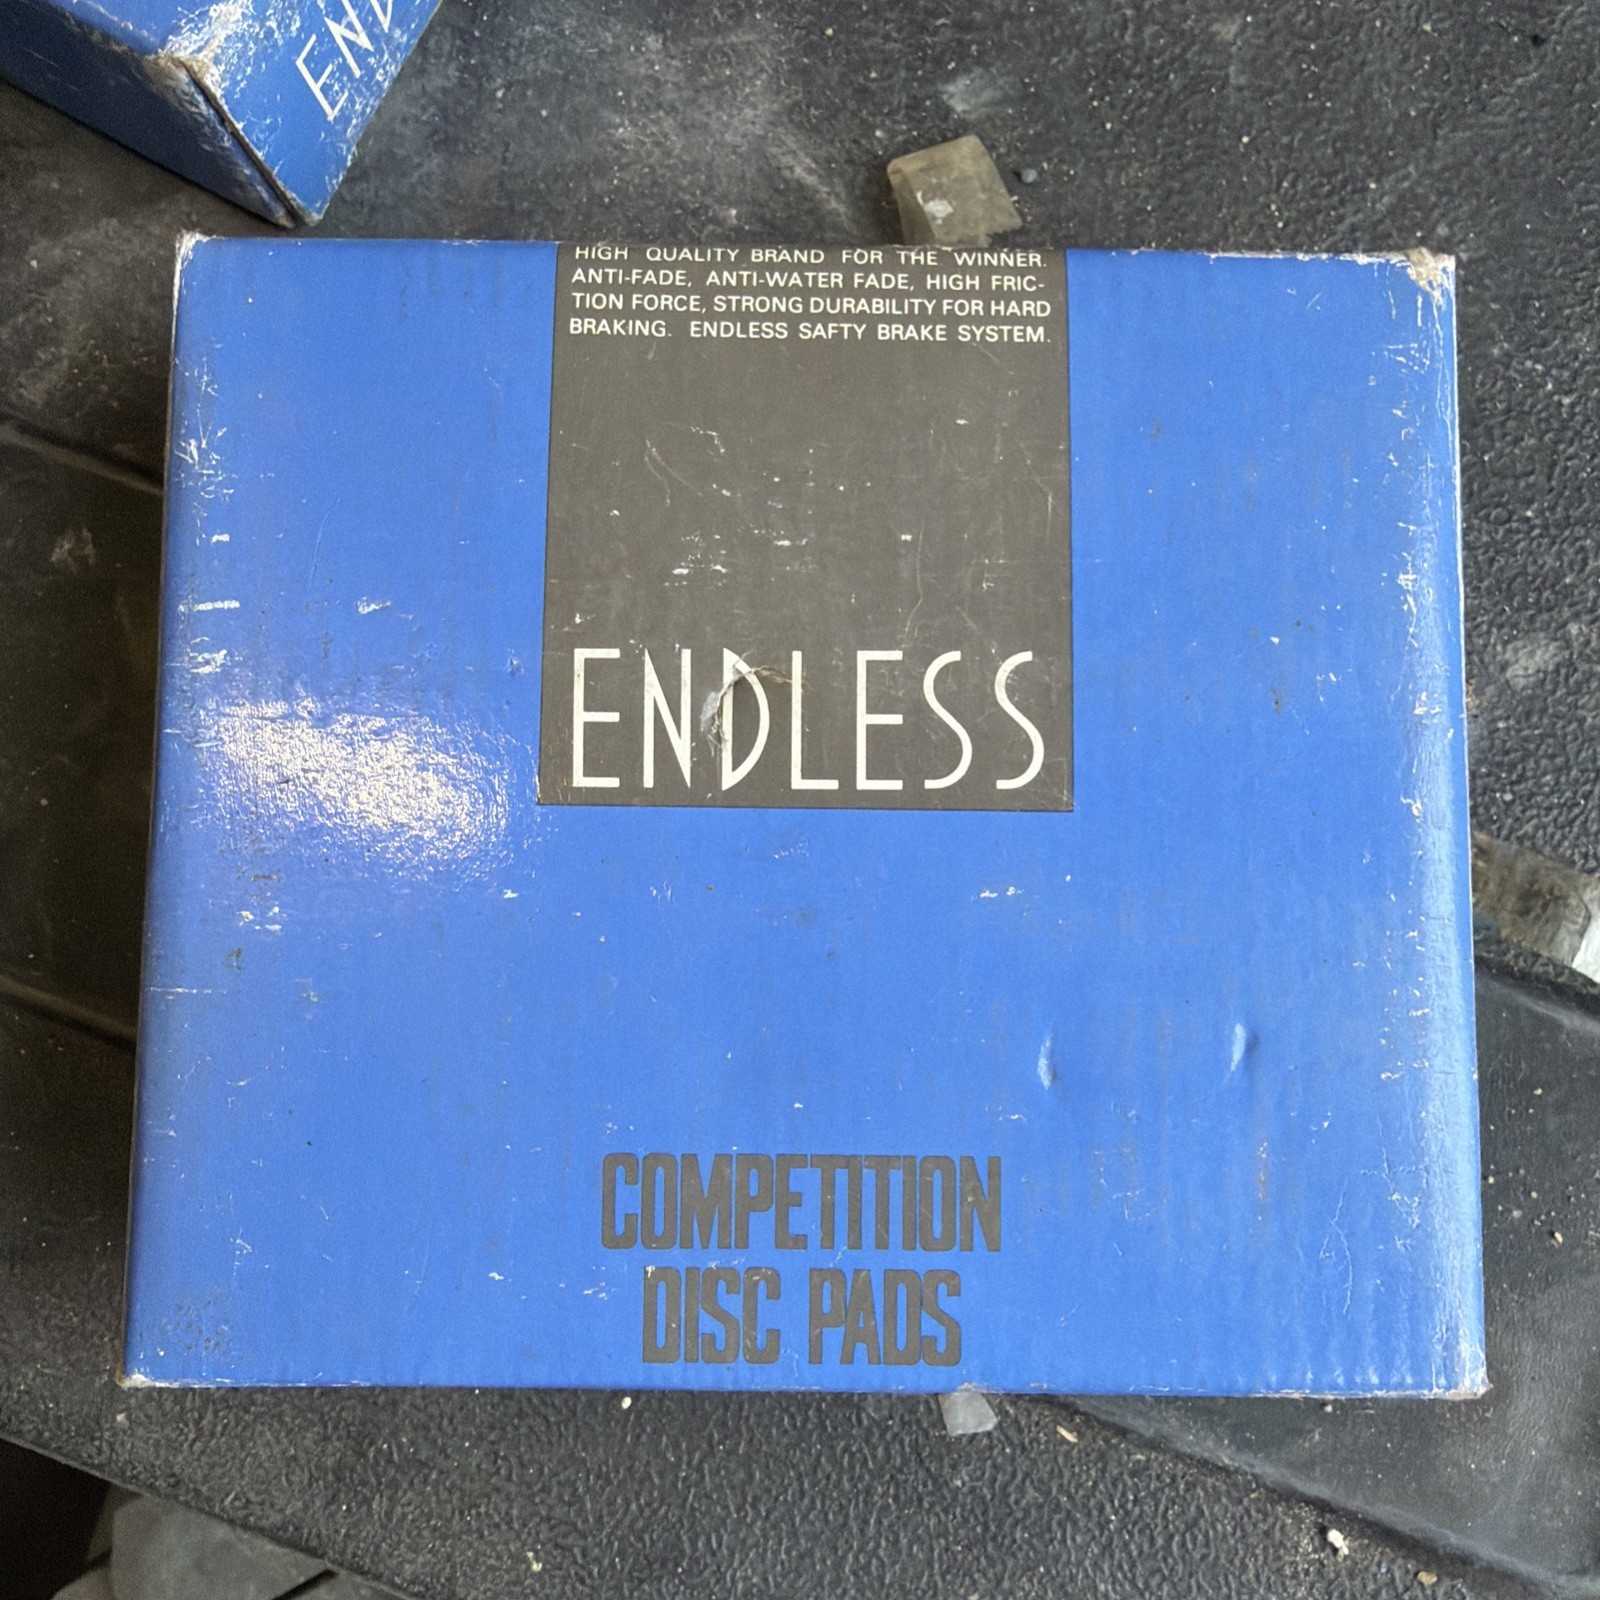 END
HIGH QUALITY BRAND FOR THE WINNER.
ANTI-FADE, ANTI-WATER FADE, HIGH FRIC-
TION FORCE, STRONG DURABILITY FOR HARD
BRAKING. ENDLESS SAFTY BRAKE SYSTEM.
ENDLESS
COMPETITION
DISC PADS